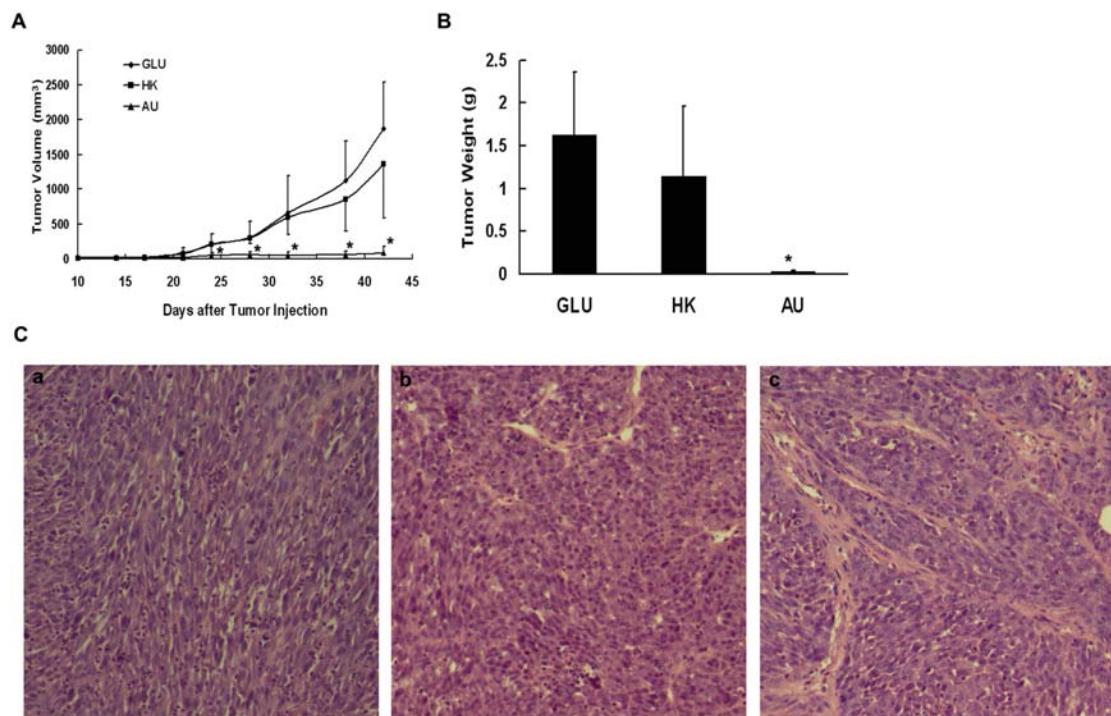 A
3000
2500
2000
1500
1000
500
0
Tumor Volume (mm³)
GLU
HK
AU
*
*
*
*
*
10 15 20 25 30 35 40 45
Days after Tumor Injection
B
2.5
2
1.5
1
0.5
0
Tumor Weight (g)
*
GLU HK AU
C
a
b
c